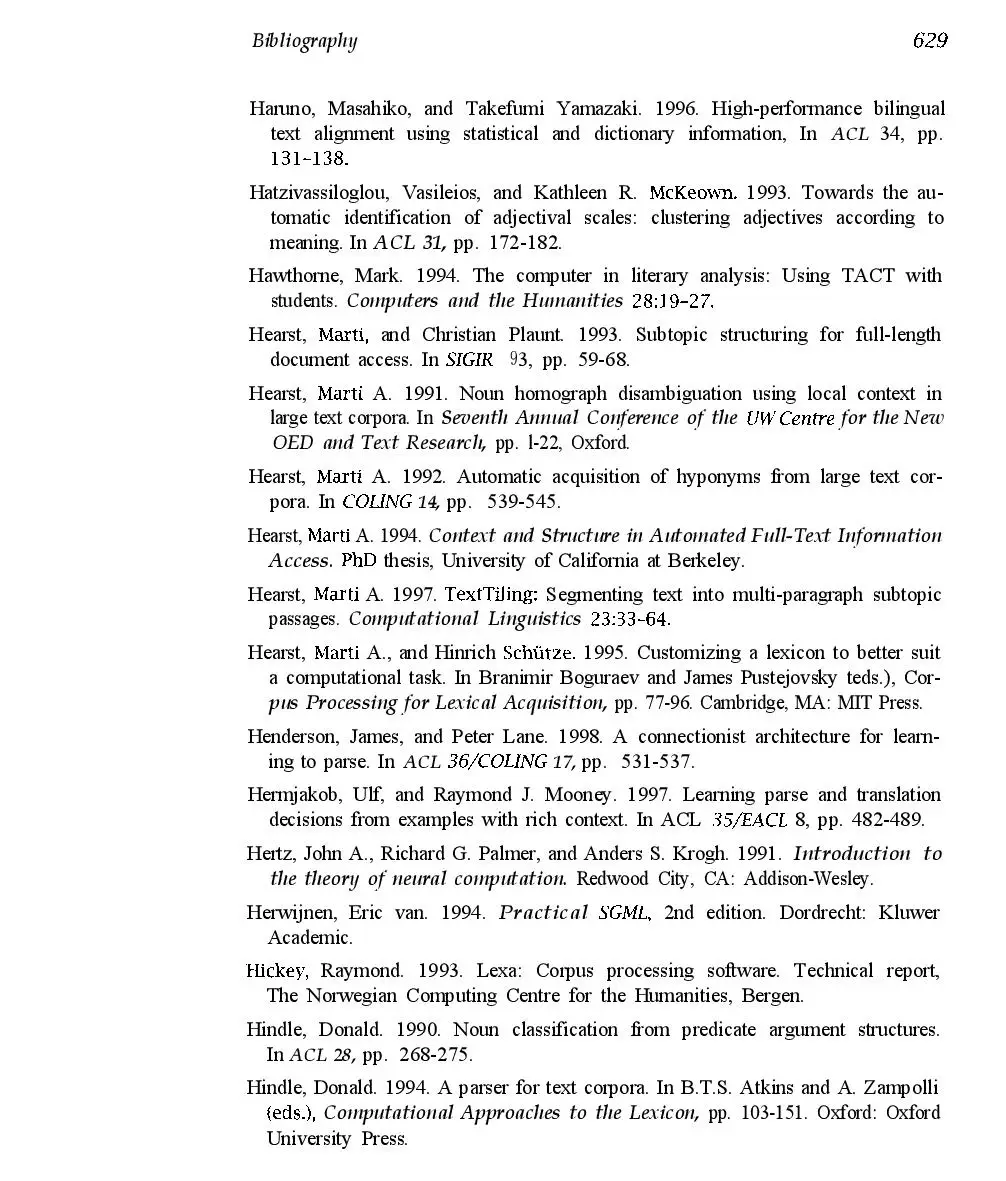 Bibliography 629
Haruno, Masahiko, and Takefumi Yamazaki. 1996. High-performance bilingual
text alignment using statistical and dictionary information, In ACL 34, pp.
131-138.
Hatzivassiloglou, Vasileios, and Kathleen R. McKeown. 1993. Towards the au-
tomatic identification of adjectival scales: clustering adjectives according to
meaning. In ACL 31, pp. 172-182.
Hawthorne, Mark. 1994. The computer in literary analysis: Using TACT with
students. Computers and the Humanities 28:19-27.
Hearst, Marti, and Christian Plaunt. 1993. Subtopic structuring for full-length
document access. In SIGIR 93, pp. 59-68.
Hearst, Marti A. 1991. Noun homograph disambiguation using local context in
large text corpora. In Seventh Annual Conference of the UW Centre for the New
OED and Text Research, pp. l-22, Oxford.
Hearst, Marti A. 1992. Automatic acquisition of hyponyms from large text cor-
pora. In COLING 14, pp. 539-545.
Hearst, Marti A. 1994. Context and Structure in Automated Full-Text Information
Access. PhD thesis, University of California at Berkeley.
Hearst, Marti A. 1997. TextTiling: Segmenting text into multi-paragraph subtopic
passages. Computational Linguistics 23:33-64.
Hearst, Marti A., and Hinrich Schütze. 1995. Customizing a lexicon to better suit
a computational task. In Branimir Boguraev and James Pustejovsky teds.), Cor-
pus Processing for Lexical Acquisition, pp. 77-96. Cambridge, MA: MIT Press.
Henderson, James, and Peter Lane. 1998. A connectionist architecture for learn-
ing to parse. In ACL 36/COLING 17, pp. 531-537.
Hermjakob, Ulf, and Raymond J. Mooney. 1997. Learning parse and translation
decisions from examples with rich context. In ACL 35/EACL 8, pp. 482-489.
Hertz, John A., Richard G. Palmer, and Anders S. Krogh. 1991. Introduction to
the theory of neural computation. Redwood City, CA: Addison-Wesley.
Herwijnen, Eric van. 1994. Practical SGML, 2nd edition. Dordrecht: Kluwer
Academic.
Hickey, Raymond. 1993. Lexa: Corpus processing software. Technical report,
The Norwegian Computing Centre for the Humanities, Bergen.
Hindle, Donald. 1990. Noun classification from predicate argument structures.
In ACL 28, pp. 268-275.
Hindle, Donald. 1994. A parser for text corpora. In B.T.S. Atkins and A. Zampolli
(eds.), Computational Approaches to the Lexicon, pp. 103-151. Oxford: Oxford
University Press.